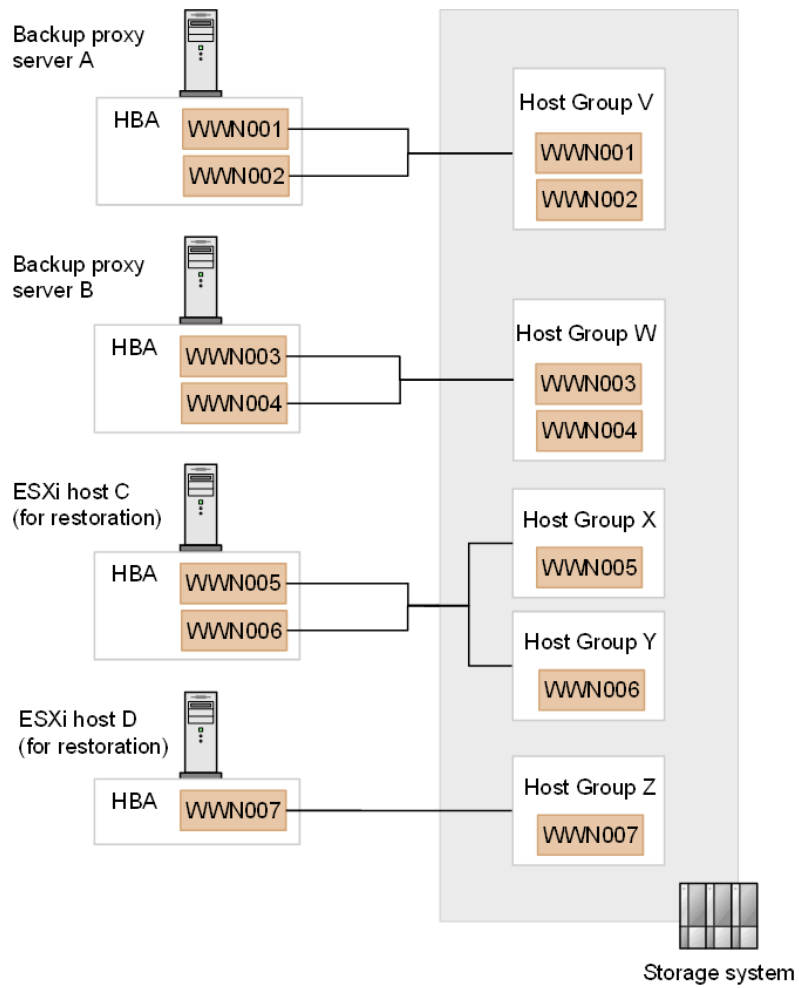 Backup proxy
server A
HBA
WWN001
WWN002
Host Group V
WWN001
WWN002
Backup proxy
server B
HBA
WWN003
WWN004
Host Group W
WWN003
WWN004
ESXi host C
(for restoration)
HBA
WWN005
WWN006
Host Group X
WWN005
Host Group Y
WWN006
ESXi host D
(for restoration)
HBA
WWN007
Host Group Z
WWN007
Storage system